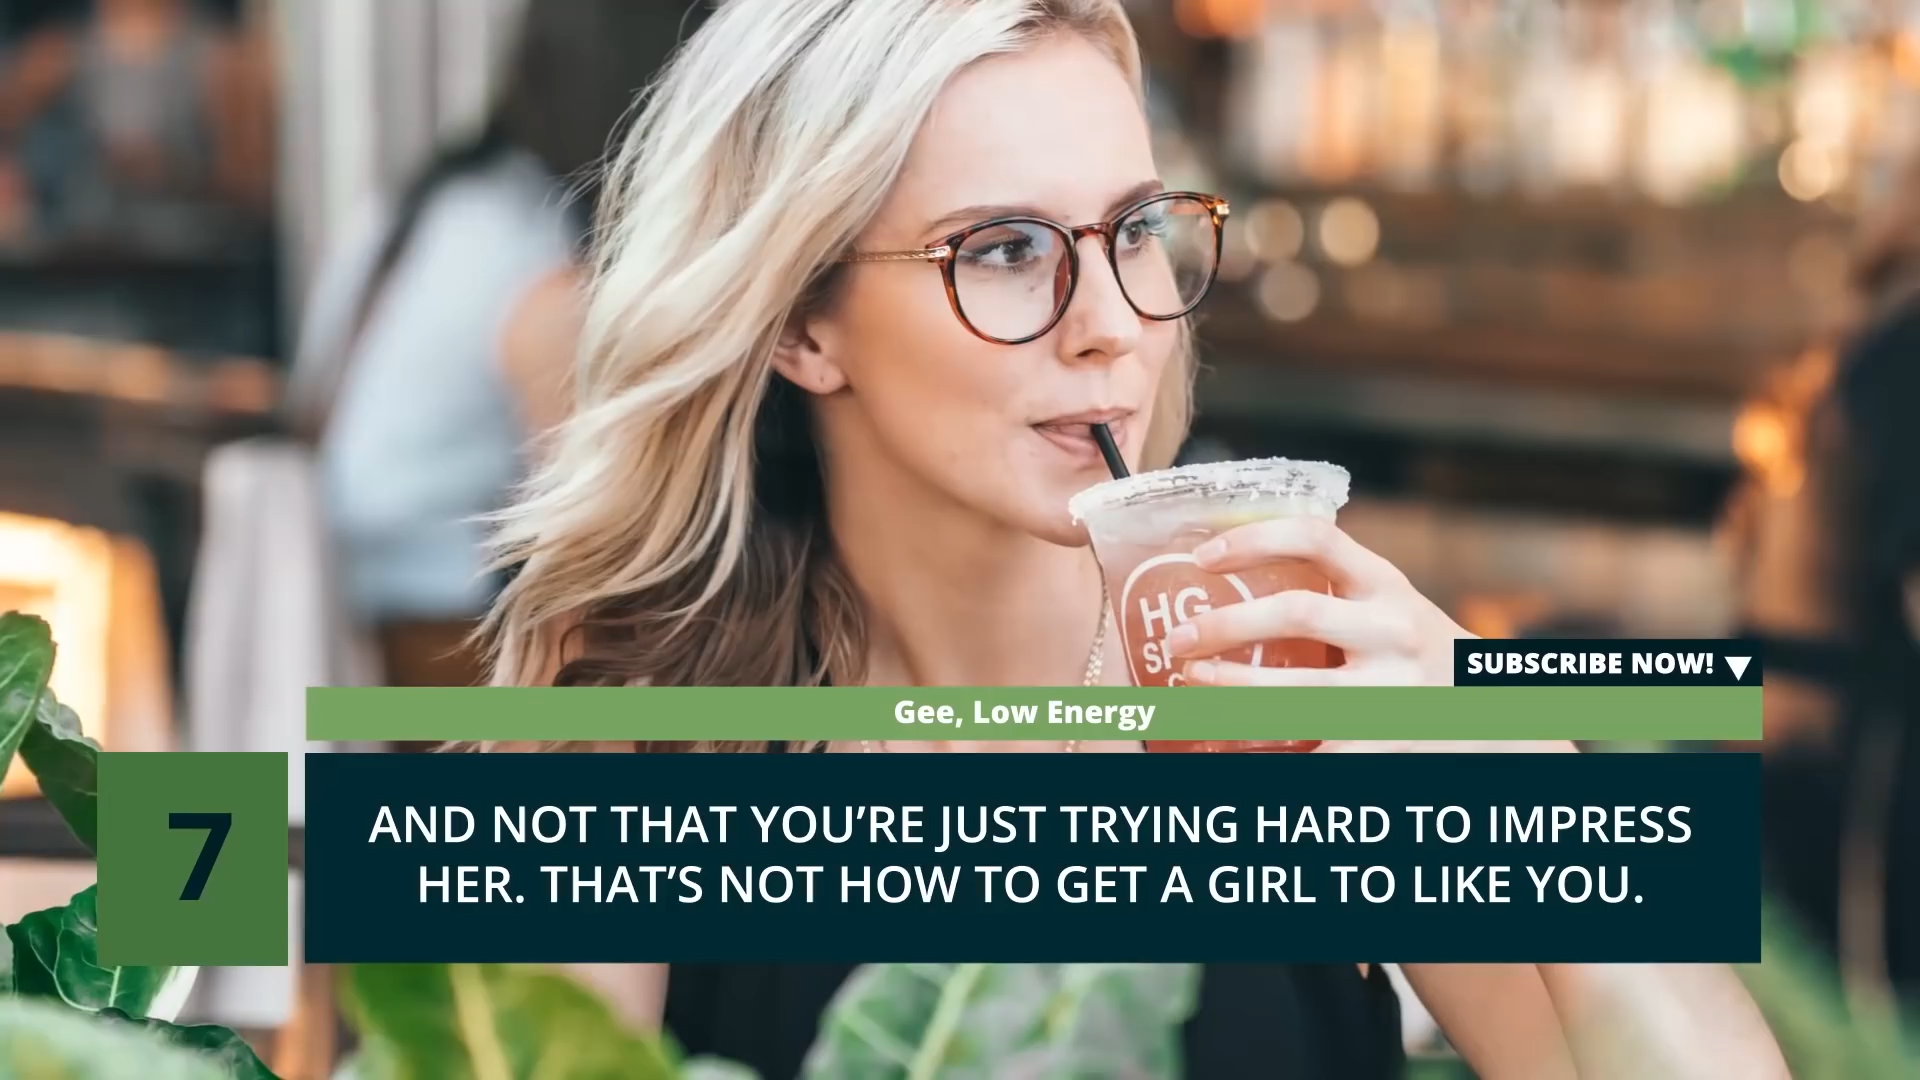 HG
SUBSCRIBE NOW!
Gee, Low Energy
7
AND NOT THAT YOU’RE JUST TRYING HARD TO IMPRESS
HER. THAT’S NOT HOW TO GET A GIRL TO LIKE YOU.